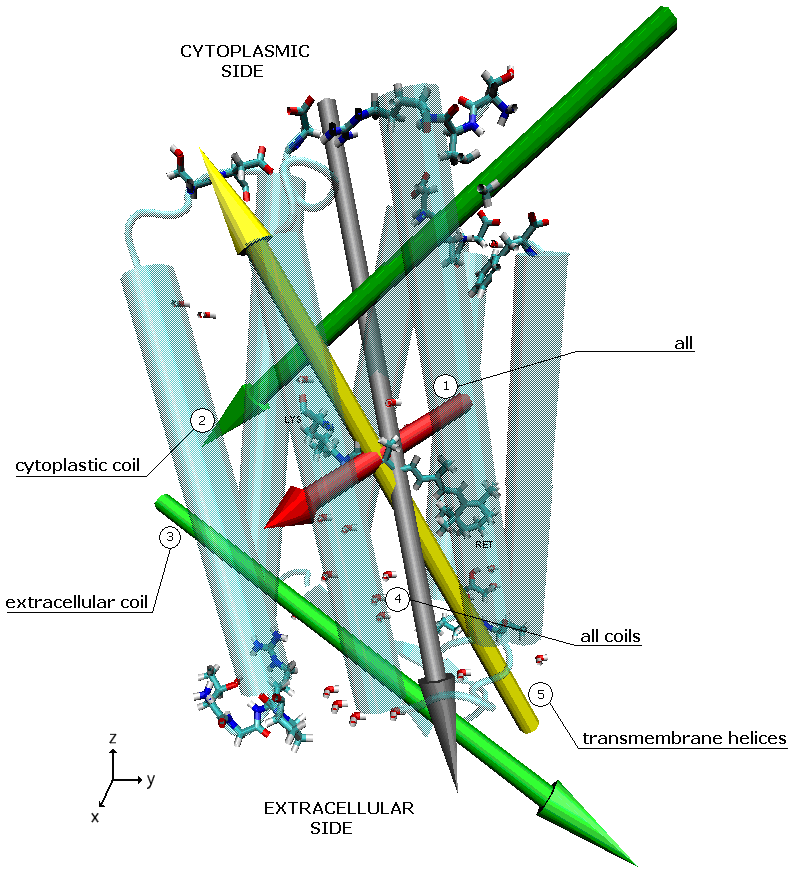 CYTOPLASMIC
SIDE
all
1
2
LYS
cytoplastic coil
3
RET
extracellular coil
4
all coils
5
transmembrane helices
z
y
x
EXTRACELLULAR
SIDE